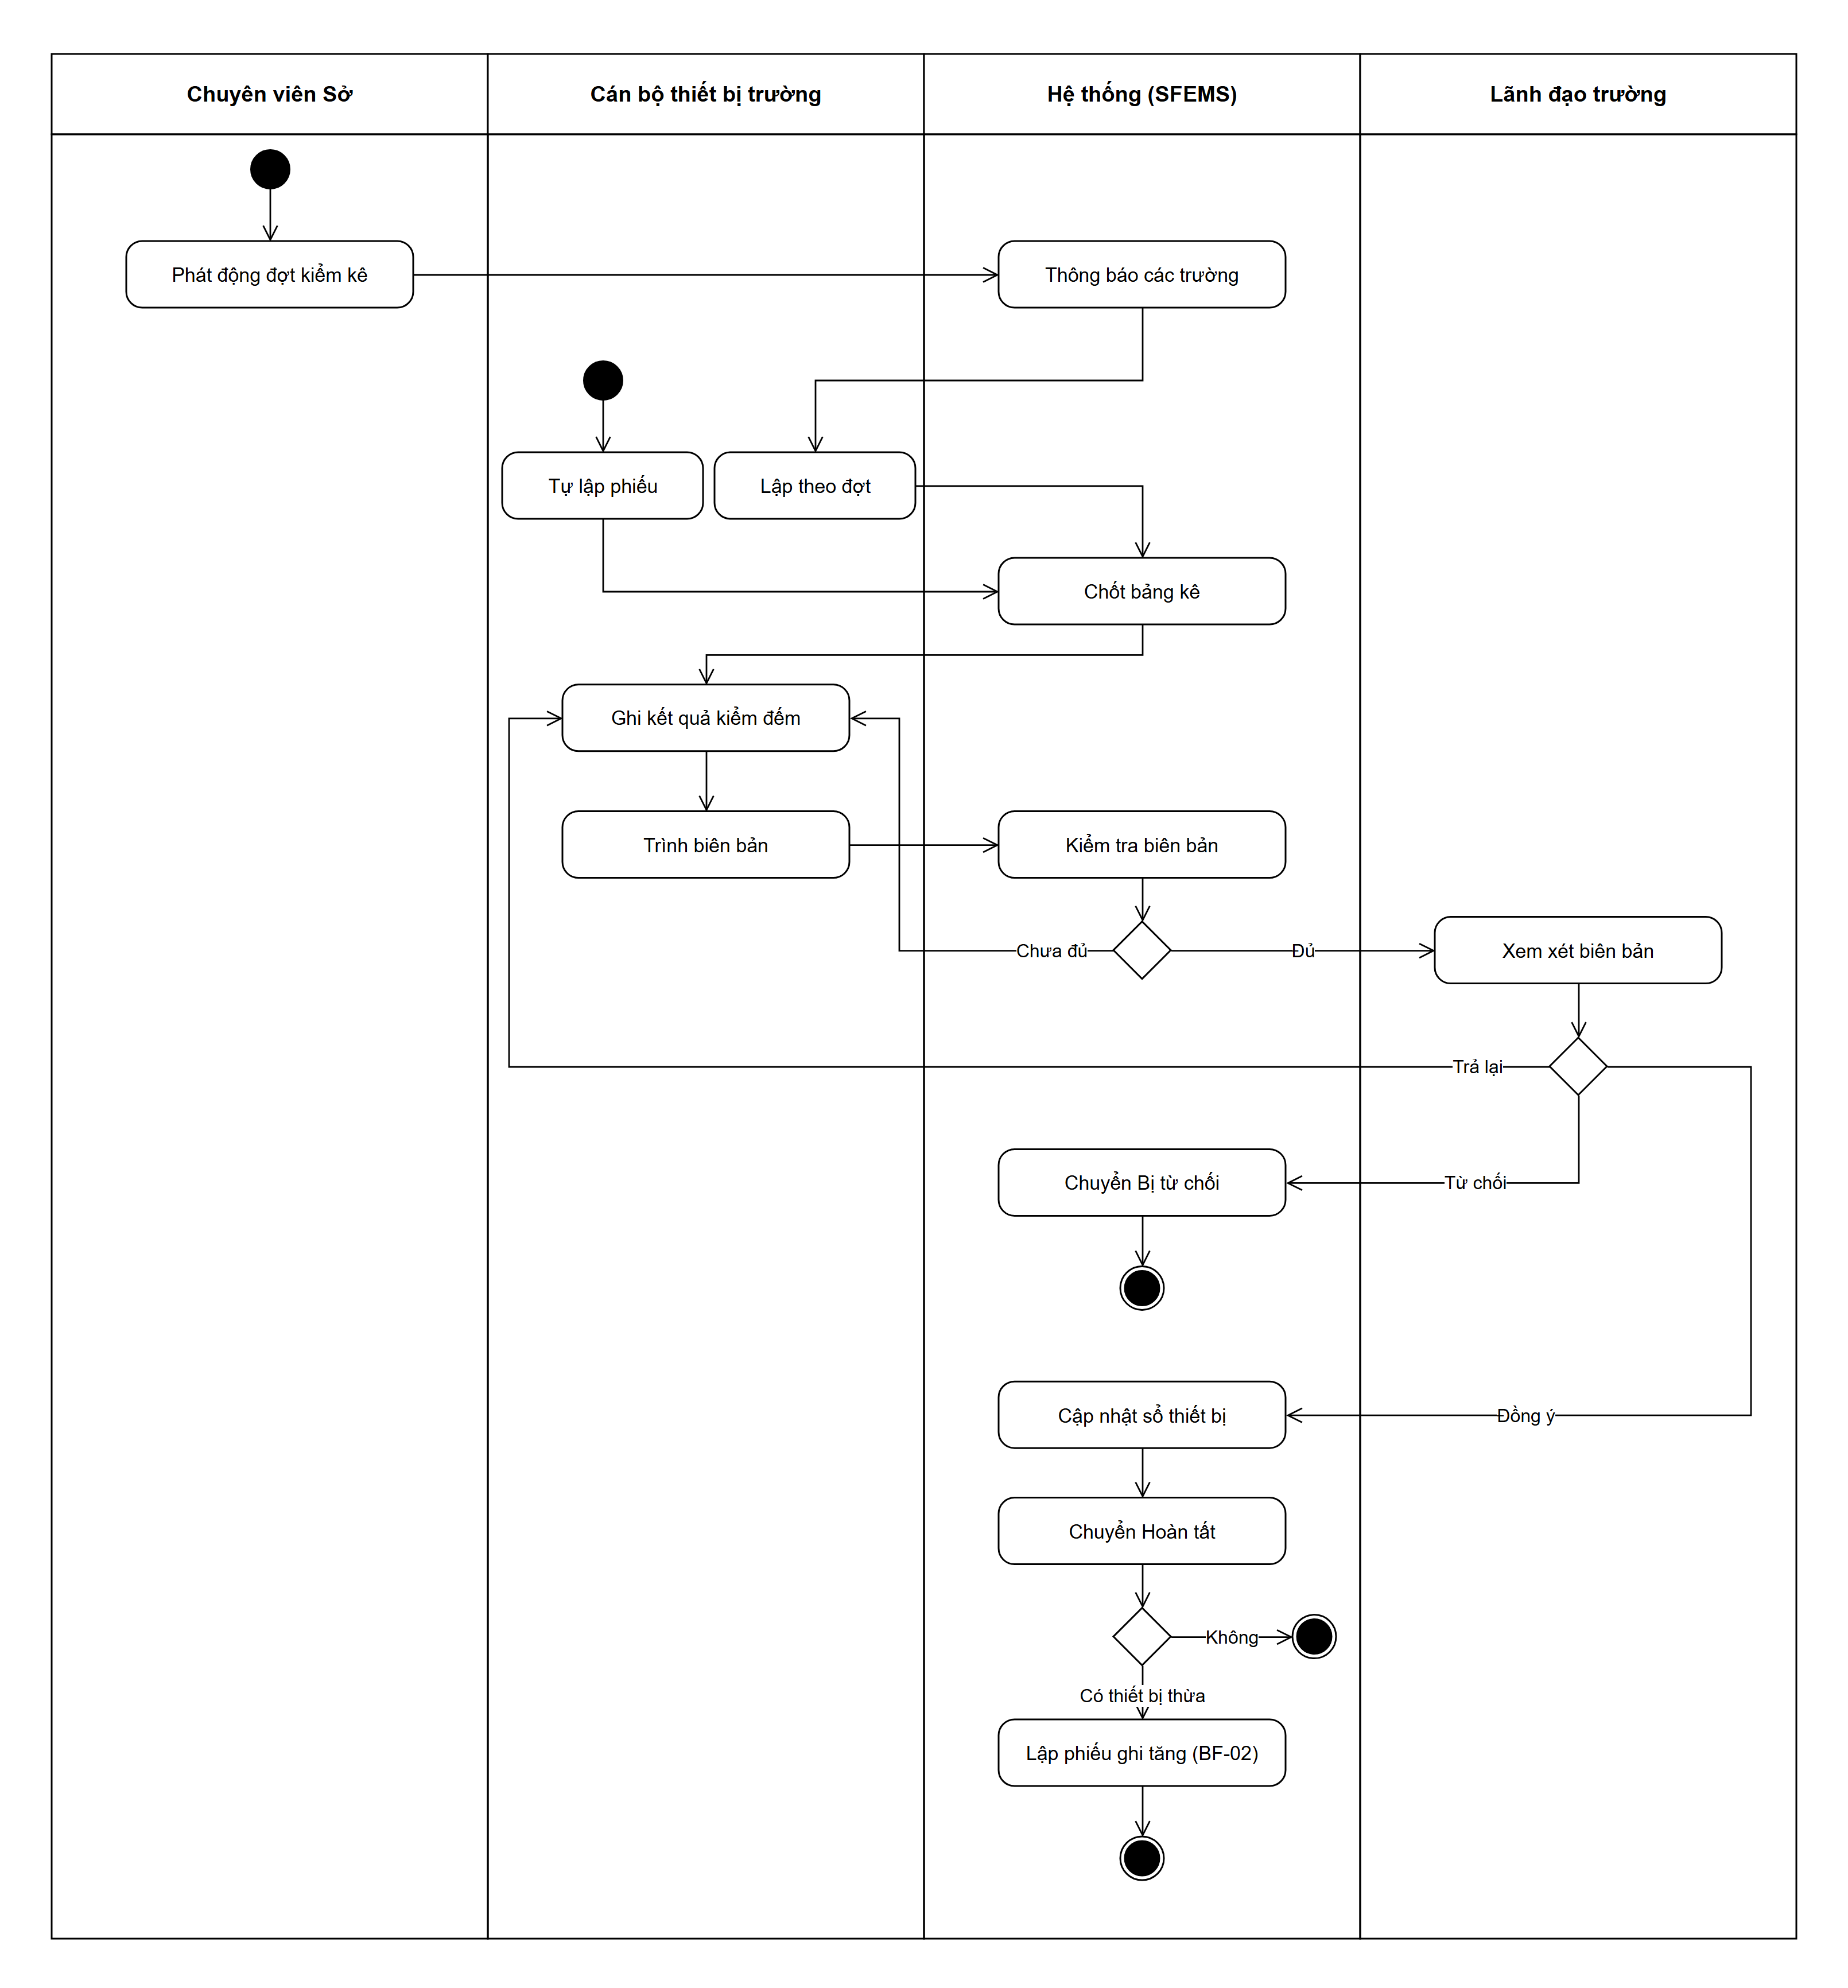 Chuyên viên Sở
Cán bộ thiết bị trường
Hệ thống (SFEMS)
Lãnh đạo trường
Phát động đợt kiểm kê
Thông báo các trường
Tự lập phiếu
Lập theo đợt
Chốt bảng kê
Ghi kết quả kiểm đếm
Trình biên bản
Kiểm tra biên bản
Chưa đủ
Đủ
Xem xét biên bản
Trả lại
Chuyển Bị từ chối
Từ chối
Cập nhật sổ thiết bị
Đồng ý
Chuyển Hoàn tất
Không
Có thiết bị thừa
Lập phiếu ghi tăng (BF-02)